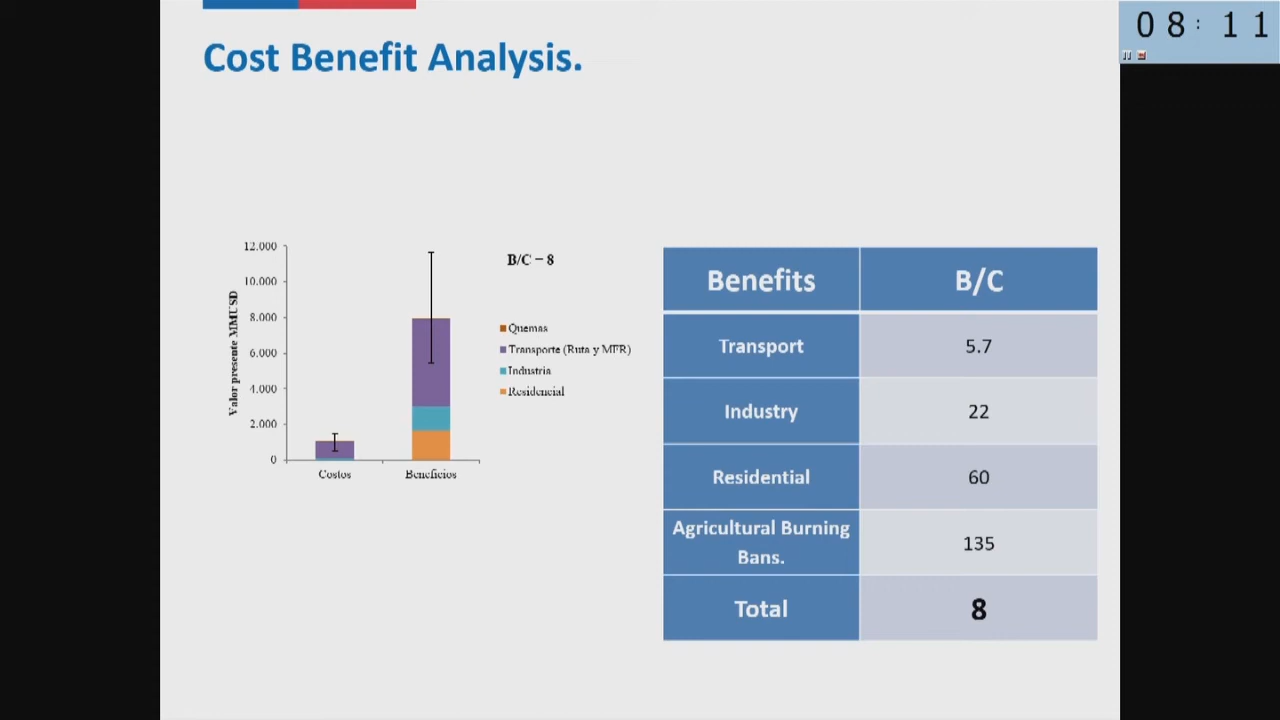 08:11
Cost Benefit Analysis.
12.000
10.000
8.000
6.000
4.000
2.000
0
Valor presente MMUSD
Costos
Beneficios
B/C = 8
Quemas
Transporte (Ruta y MFR)
Industria
Residencial
Benefits B/C
Transport 5.7
Industry 22
Residential 60
Agricultural Burning
Bans. 135
Total 8